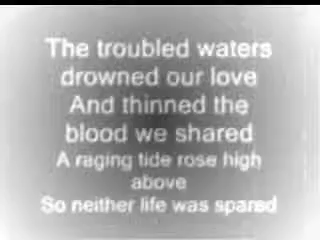 The troubled waters
drowned our love
And thinned the
blood we shared
A raging tide rose high
above
So neither life was spared